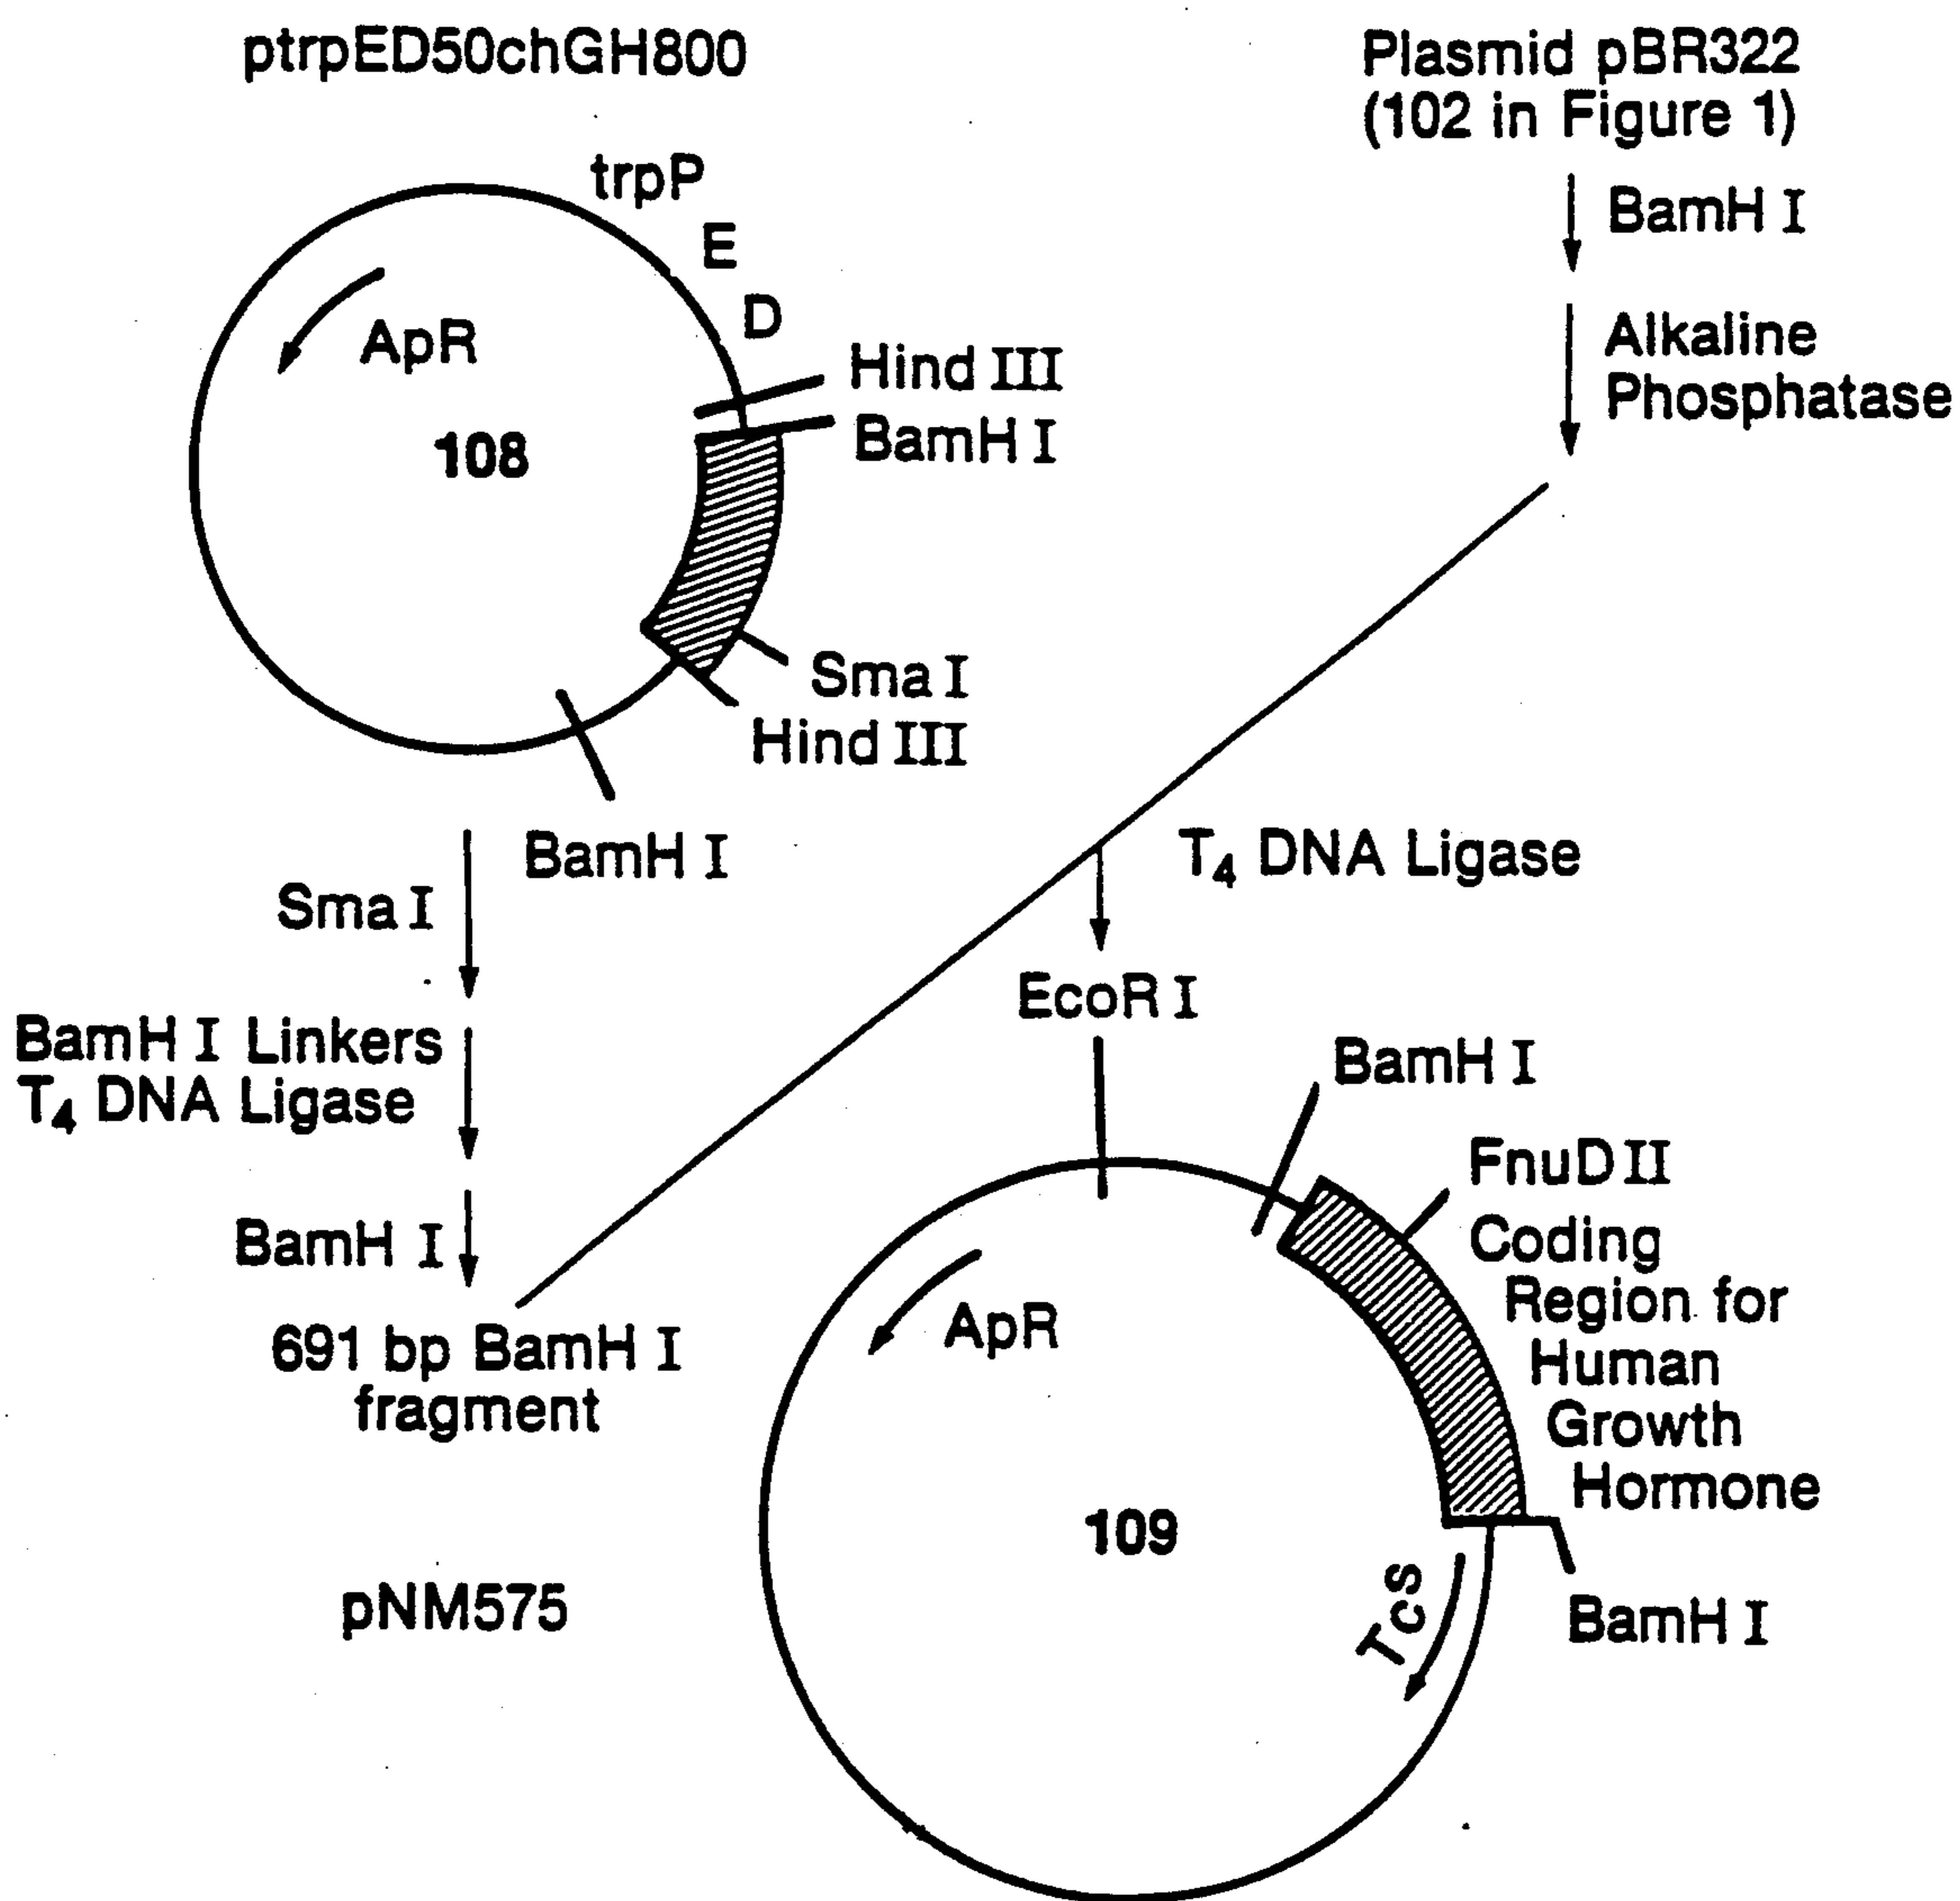 ptrpED50chGH800
trpP
E
D
ApR
108
Hind III
BamH I
Sma I
Hind III
BamH I
Sma I
BamH I Linkers
T4 DNA Ligase
BamH I
691 bp BamH I
fragment
Plasmid pBR322
(102 in Figure 1)
BamH I
Alkaline
Phosphatase
T4 DNA Ligase
EcoR I
BamH I
FnuD II
Coding
Region for
Human
Growth
Hormone
ApR
109
TcS
BamH I
pNM575